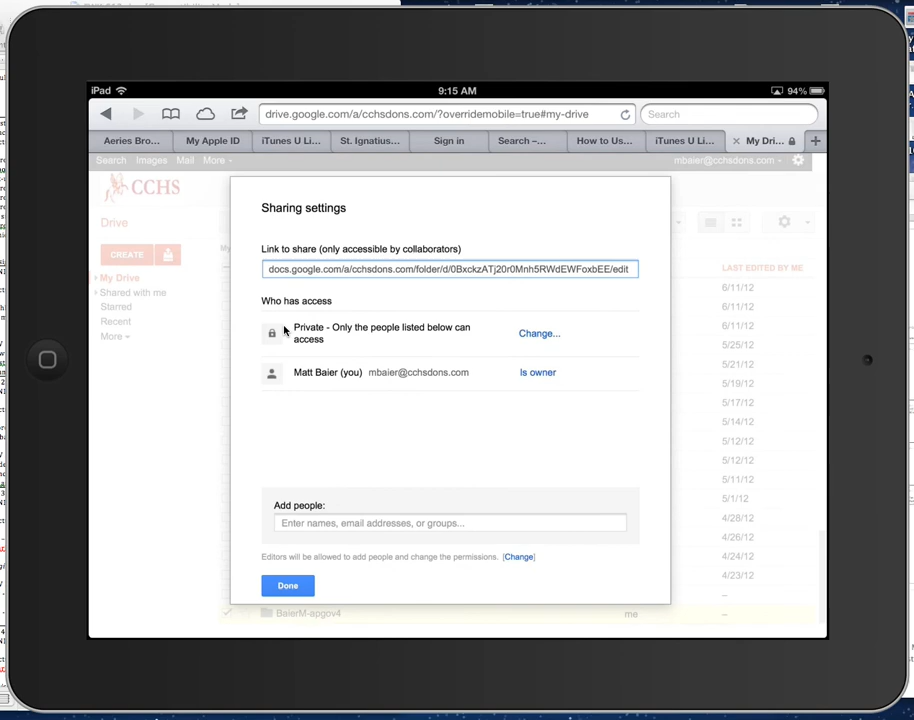 iPad
9:15 AM
94%
drive.google.com/a/cchsdons.com/?overridemobile=true#my-drive
Search
Aeries Bro...
My Apple ID
iTunes U Li...
St. Ignatius...
Sign in
Search –...
How to Us...
iTunes U Li...
My Dri...
Search Images Mail More
mbaier@cchsdons.com
CCHS
Drive
CREATE
My Drive
Shared with me
Starred
Recent
More
Sharing settings
Link to share (only accessible by collaborators)
docs.google.com/a/cchsdons.com/folder/d/0BxckzATj20r0Mnh5RWdEWFoxbEE/edit
Who has access
Private - Only the people listed below can
access
Change...
Matt Baier (you) mbaier@cchsdons.com
Is owner
Add people:
Enter names, email addresses, or groups...
Editors will be allowed to add people and change the permissions. [Change]
Done
LAST EDITED BY ME
6/11/12
6/11/12
6/11/12
5/25/12
5/21/12
5/19/12
5/17/12
5/14/12
5/12/12
5/12/12
5/11/12
5/1/12
4/28/12
4/26/12
4/24/12
4/23/12
–
BaierM-apgov4
me
–